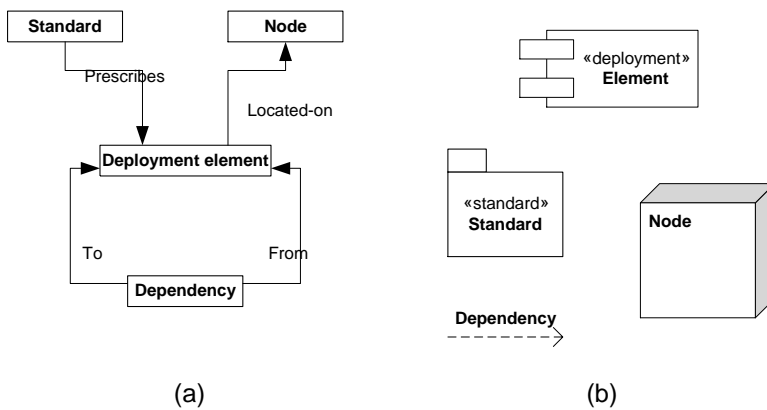 Standard
Node
Prescribes
Located-on
Deployment element
To
From
Dependency
(a)
«deployment»
Element
«standard»
Standard
Node
Dependency
(b)